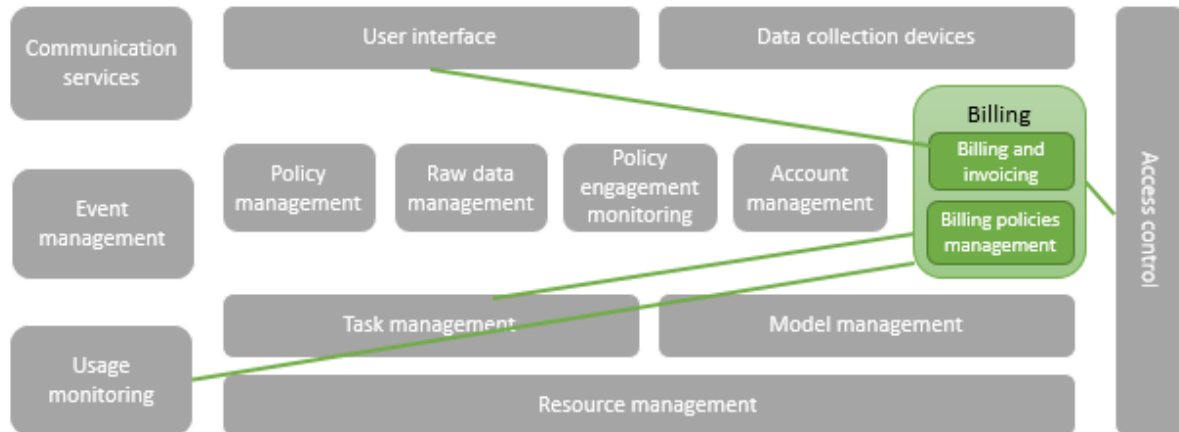 Communication
services
User interface
Data collection devices
Billing
Billing and
invoicing
Billing policies
management
Access control
Event
management
Policy
management
Raw data
management
Policy
engagement
monitoring
Account
management
Usage
monitoring
Task management
Model management
Resource management